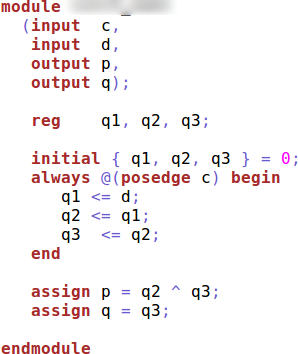 module
(input c,
input d,
output p,
output q);
reg q1, q2, q3;
initial { q1, q2, q3 } = 0;
always @(posedge c) begin
q1 <= d;
q2 <= q1;
q3 <= q2;
end
assign p = q2 ^ q3;
assign q = q3;
endmodule